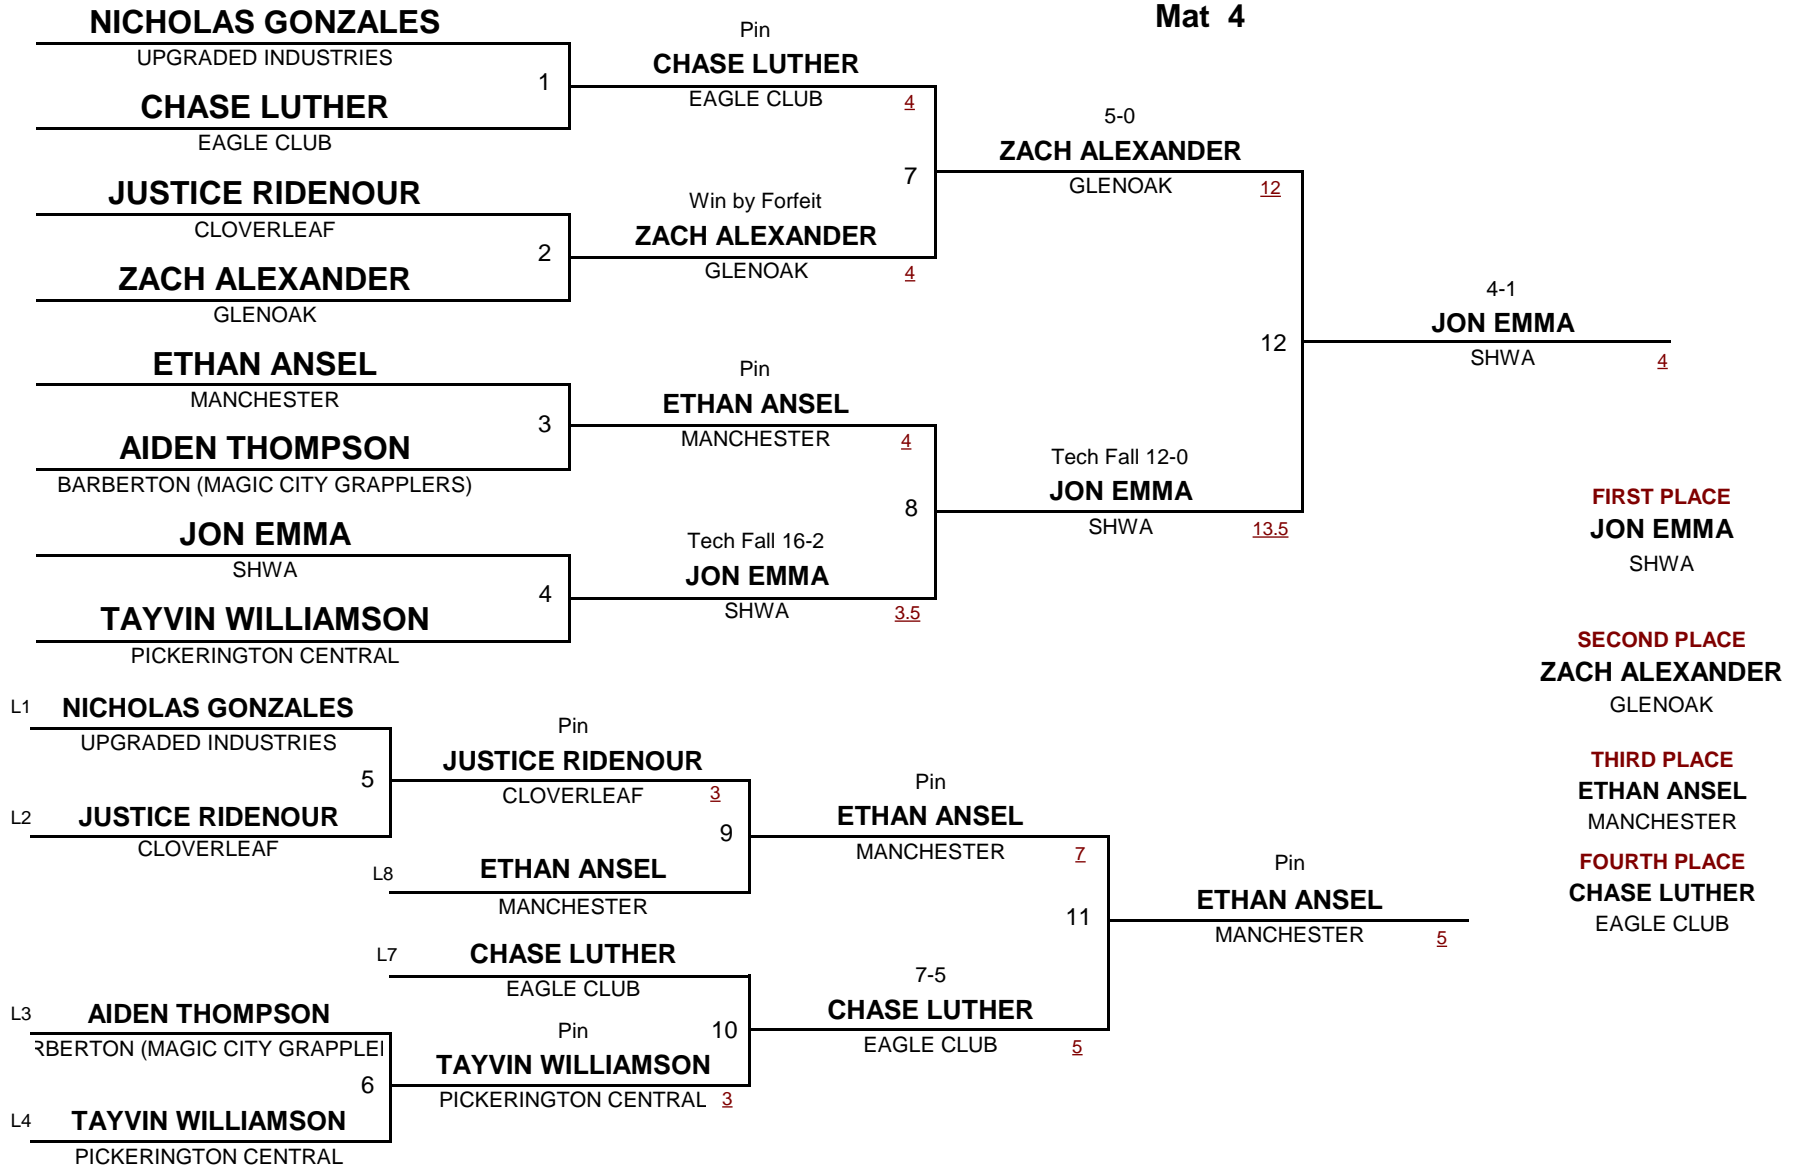 Mat 4
NICHOLAS GONZALES
UPGRADED INDUSTRIES
1
CHASE LUTHER
EAGLE CLUB
JUSTICE RIDENOUR
CLOVERLEAF
2
ZACH ALEXANDER
GLENOAK
ETHAN ANSEL
MANCHESTER
3
AIDEN THOMPSON
BARBERTON (MAGIC CITY GRAPPLERS)
JON EMMA
SHWA
4
TAYVIN WILLIAMSON
PICKERINGTON CENTRAL
Pin
CHASE LUTHER
EAGLE CLUB 4
7
Win by Forfeit
ZACH ALEXANDER
GLENOAK 4
Pin
ETHAN ANSEL
MANCHESTER 4
8
Tech Fall 16-2
JON EMMA
SHWA 3.5
5-0
ZACH ALEXANDER
GLENOAK 12
12
Tech Fall 12-0
JON EMMA
SHWA 13.5
4-1
JON EMMA
SHWA 4
FIRST PLACE
JON EMMA
SHWA
SECOND PLACE
ZACH ALEXANDER
GLENOAK
THIRD PLACE
ETHAN ANSEL
MANCHESTER
FOURTH PLACE
CHASE LUTHER
EAGLE CLUB
L1 NICHOLAS GONZALES
UPGRADED INDUSTRIES
5
L2 JUSTICE RIDENOUR
CLOVERLEAF
L3 AIDEN THOMPSON
RBERTON (MAGIC CITY GRAPPLEI
6
L4 TAYVIN WILLIAMSON
PICKERINGTON CENTRAL
Pin
JUSTICE RIDENOUR
CLOVERLEAF 3
9
L8 ETHAN ANSEL
MANCHESTER
L7 CHASE LUTHER
EAGLE CLUB
10
Pin
TAYVIN WILLIAMSON
PICKERINGTON CENTRAL 3
Pin
ETHAN ANSEL
MANCHESTER 7
11
7-5
CHASE LUTHER
EAGLE CLUB 5
Pin
ETHAN ANSEL
MANCHESTER 5